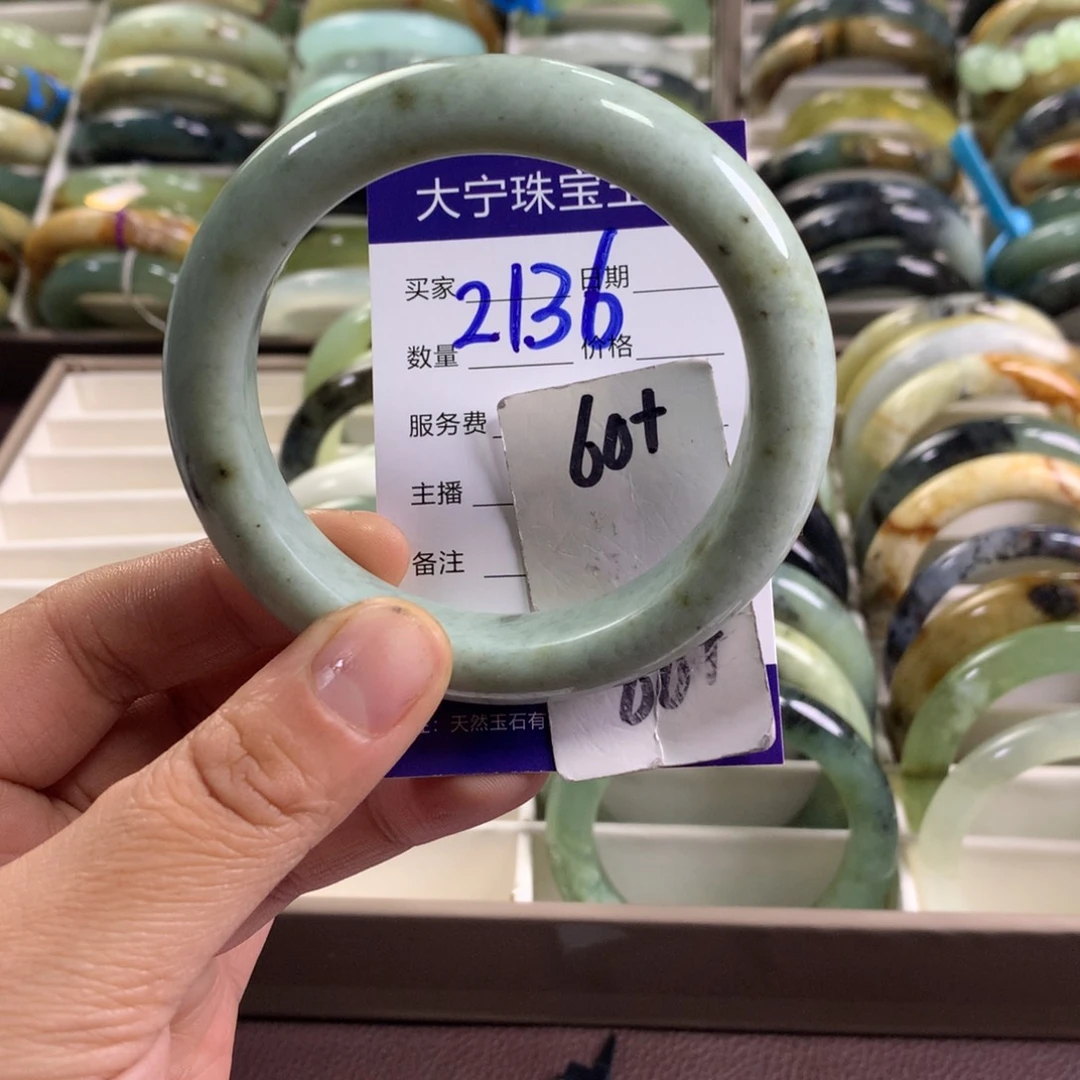 大宁珠宝
买家 2136 日期
数量 价格
服务费
60+
主播
备注
60+
天然玉石有